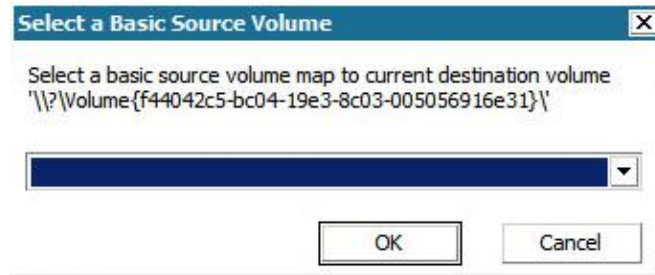 Select a Basic Source Volume
Select a basic source volume map to current destination volume
'\\?\Volume{f44042c5-bc04-19e3-8c03-005056916e31}\'
OK
Cancel